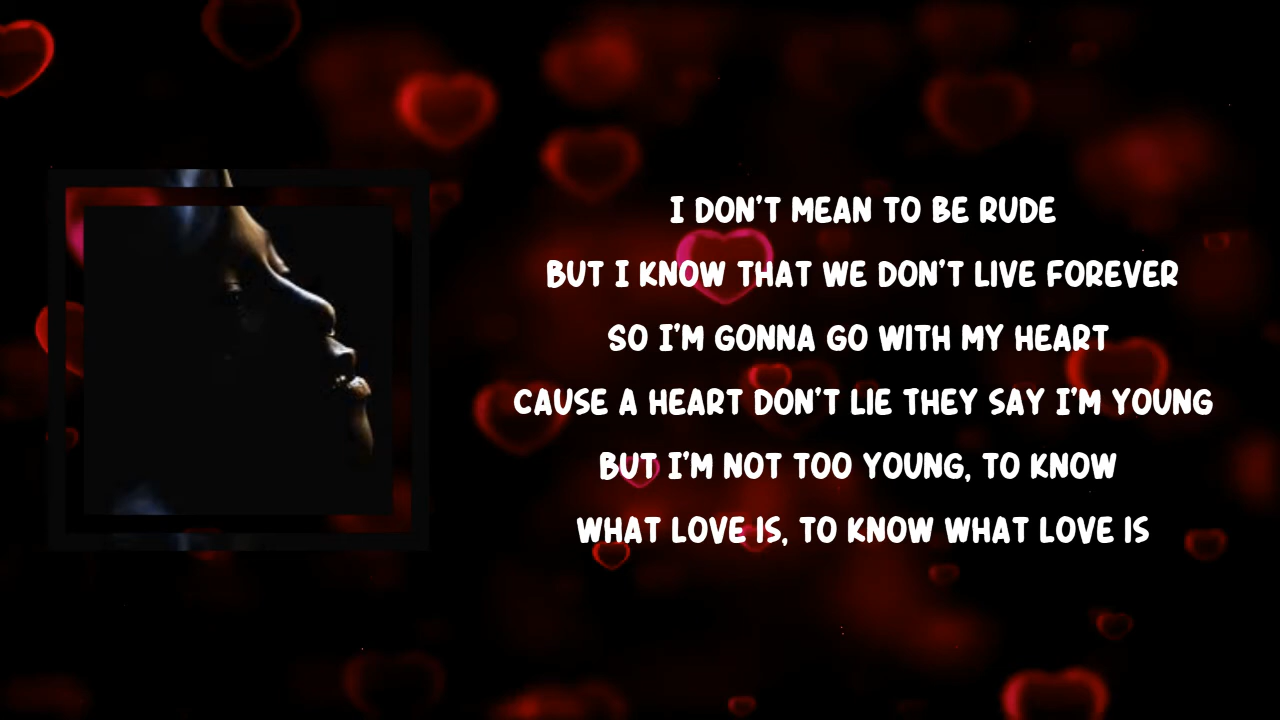 I DON'T MEAN TO BE RUDE
BUT I KNOW THAT WE DON'T LIVE FOREVER
SO I'M GONNA GO WITH MY HEART
CAUSE A HEART DON'T LIE THEY SAY I'M YOUNG
BUT I'M NOT TOO YOUNG, TO KNOW
WHAT LOVE IS, TO KNOW WHAT LOVE IS